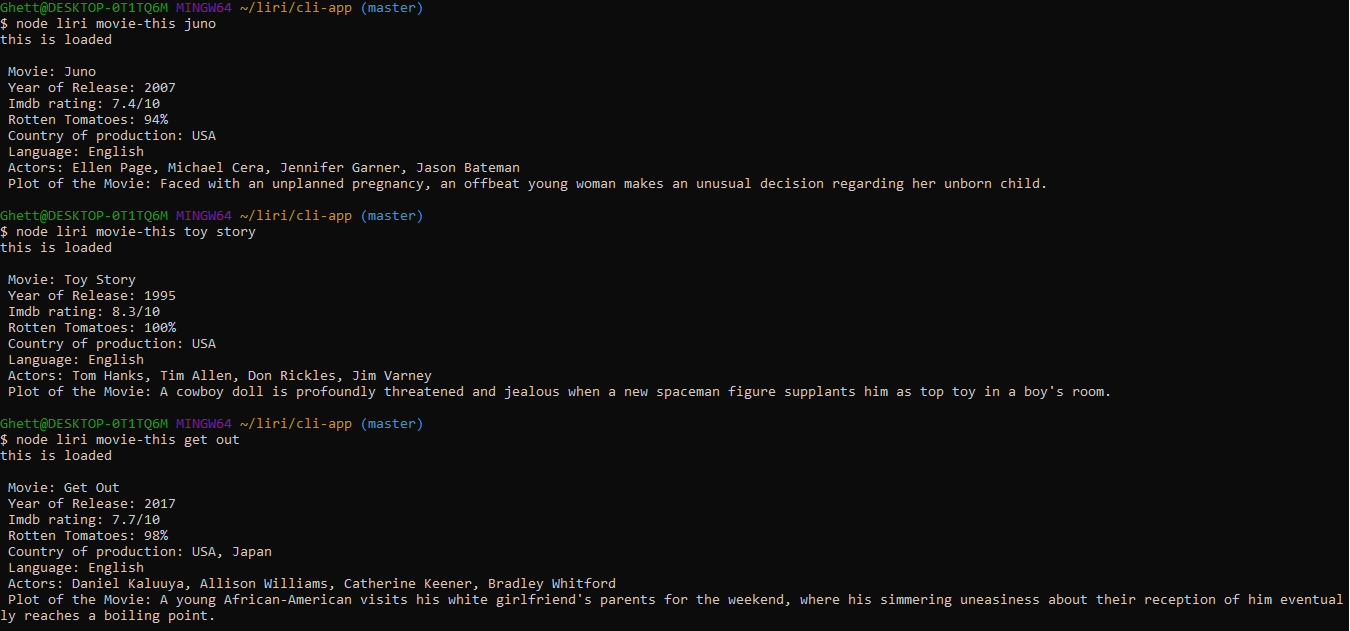 Ghett@DESKTOP-0T1TQ6M MINGW64 ~/liri/cli-app (master)
$ node liri movie-this juno
this is loaded
Movie: Juno
Year of Release: 2007
Imdb rating: 7.4/10
Rotten Tomatoes: 94%
Country of production: USA
Language: English
Actors: Ellen Page, Michael Cera, Jennifer Garner, Jason Bateman
Plot of the Movie: Faced with an unplanned pregnancy, an offbeat young woman makes an unusual decision regarding her unborn child.
Ghett@DESKTOP-0T1TQ6M MINGW64 ~/liri/cli-app (master)
$ node liri movie-this toy story
this is loaded
Movie: Toy Story
Year of Release: 1995
Imdb rating: 8.3/10
Rotten Tomatoes: 100%
Country of production: USA
Language: English
Actors: Tom Hanks, Tim Allen, Don Rickles, Jim Varney
Plot of the Movie: A cowboy doll is profoundly threatened and jealous when a new spaceman figure supplants him as top toy in a boy's room.
Ghett@DESKTOP-0T1TQ6M MINGW64 ~/liri/cli-app (master)
$ node liri movie-this get out
this is loaded
Movie: Get Out
Year of Release: 2017
Imdb rating: 7.7/10
Rotten Tomatoes: 98%
Country of production: USA, Japan
Language: English
Actors: Daniel Kaluuya, Allison Williams, Catherine Keener, Bradley Whitford
Plot of the Movie: A young African-American visits his white girlfriend's parents for the weekend, where his simmering uneasiness about their reception of him eventual
ly reaches a boiling point.